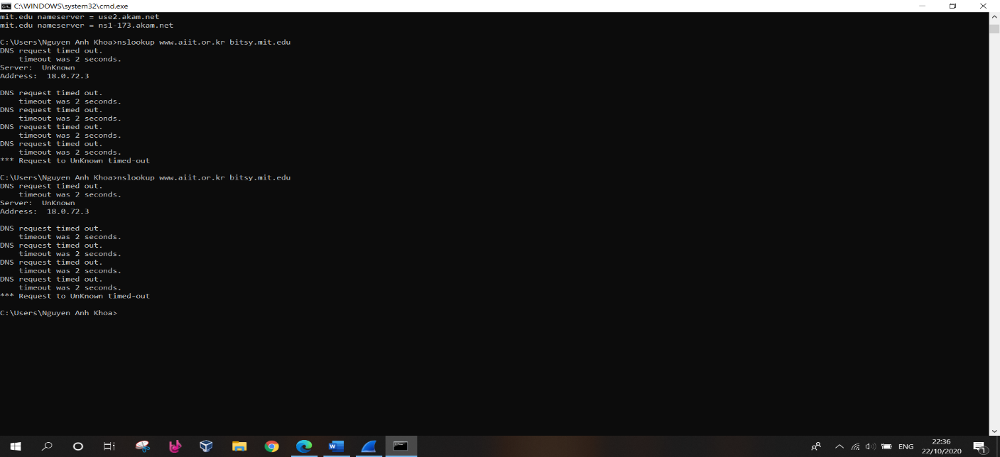 C:\WINDOWS\system32\cmd.exe
mit.edu nameserver = use2.akam.net
mit.edu nameserver = ns1-173.akam.net
C:\Users\Nguyen Anh Khoa>nslookup www.aiit.or.kr bitsy.mit.edu
DNS request timed out.
    timeout was 2 seconds.
Server:  UnKnown
Address:  18.0.72.3
DNS request timed out.
    timeout was 2 seconds.
DNS request timed out.
    timeout was 2 seconds.
DNS request timed out.
    timeout was 2 seconds.
DNS request timed out.
    timeout was 2 seconds.
*** Request to UnKnown timed-out
C:\Users\Nguyen Anh Khoa>nslookup www.aiit.or.kr bitsy.mit.edu
DNS request timed out.
    timeout was 2 seconds.
Server:  UnKnown
Address:  18.0.72.3
DNS request timed out.
    timeout was 2 seconds.
DNS request timed out.
    timeout was 2 seconds.
DNS request timed out.
    timeout was 2 seconds.
DNS request timed out.
    timeout was 2 seconds.
*** Request to UnKnown timed-out
C:\Users\Nguyen Anh Khoa>
ENG
22:36
22/10/2020
1